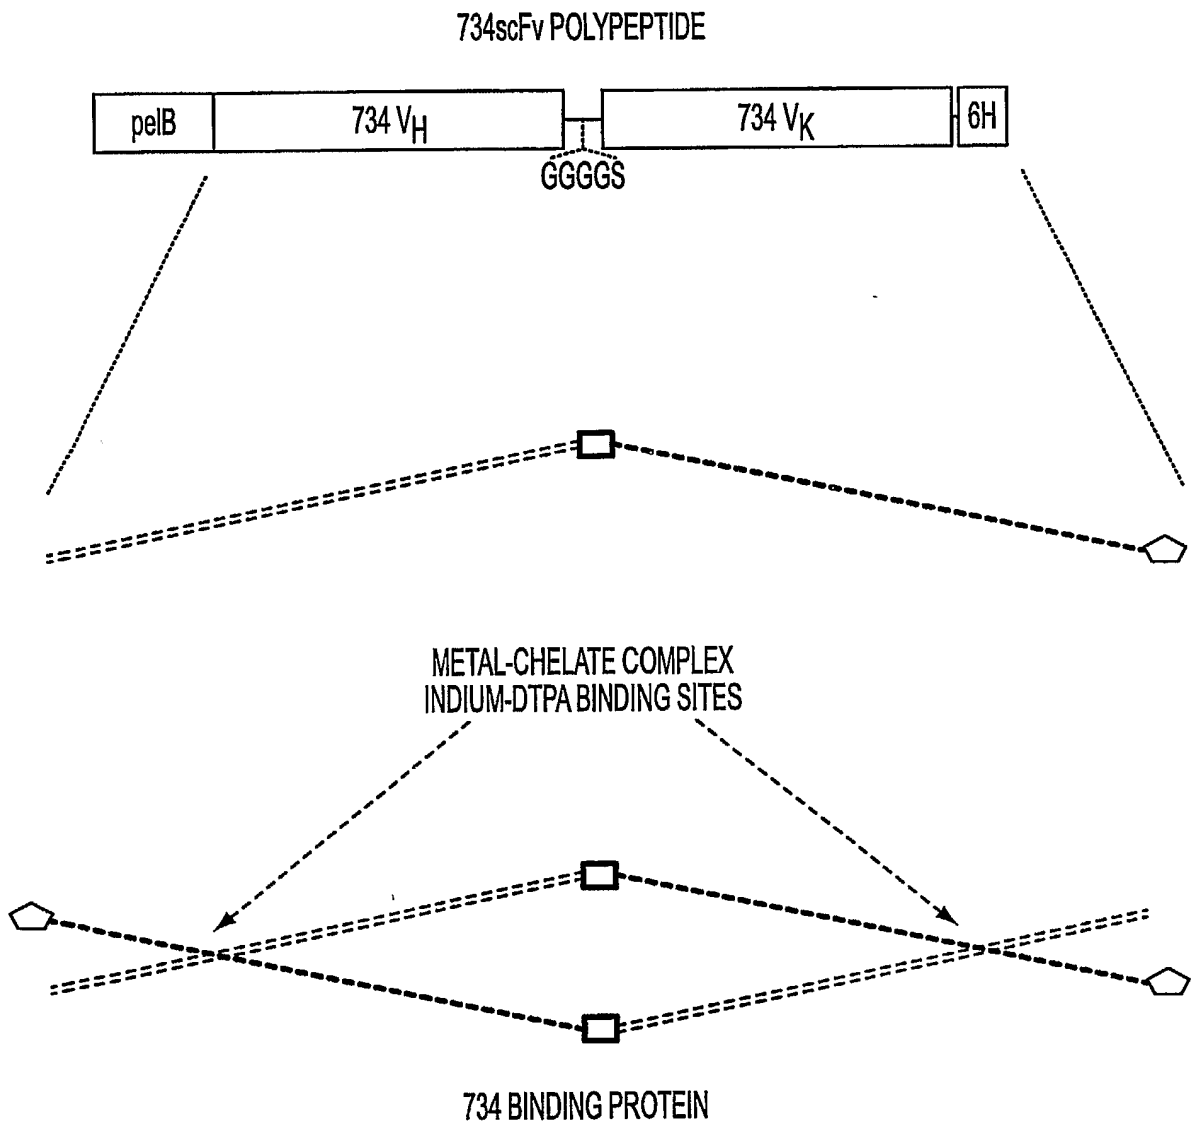 734scFv POLYPEPTIDE
pelB
734 VH
734 VK
6H
GGGGS
METAL-CHELATE COMPLEX
INDIUM-DTPA BINDING SITES
734 BINDING PROTEIN